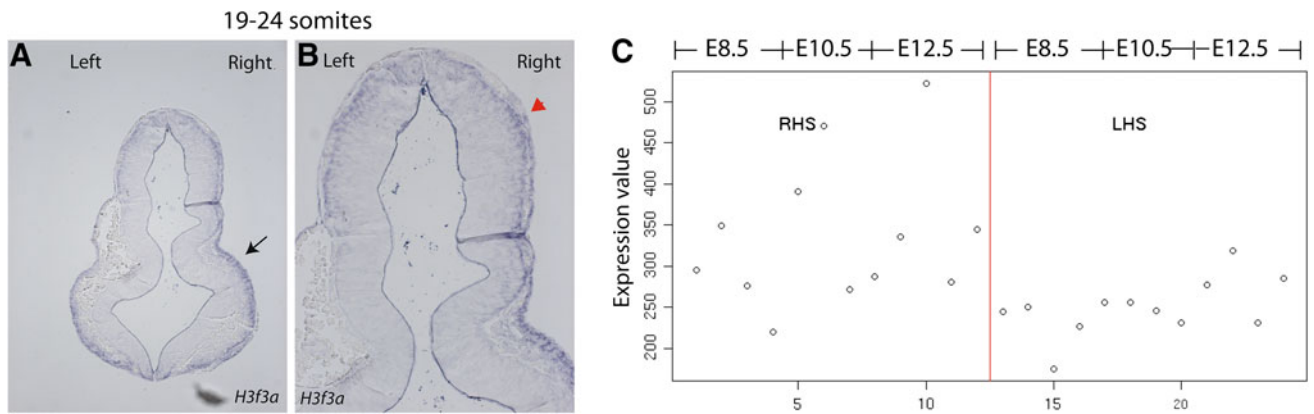 19-24 somites
A Left Right
H3f3a
B Left Right
H3f3a
C E8.5 E10.5 E12.5 E8.5 E10.5 E12.5
Expression value
500
450
400
350
300
250
200
RHS LHS
5 10 20